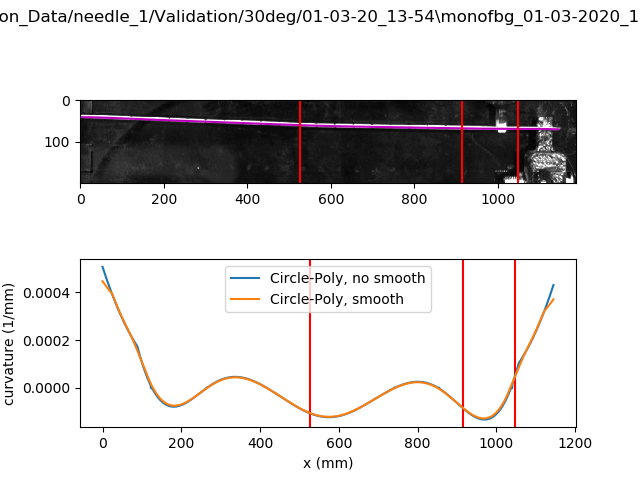 on_Data/needle_1/Validation/30deg/01-03-20_13-54\monofbg_01-03-2020_1
0
100
0 200 400 600 800 1000
curvature (1/mm)
0.0004
0.0002
0.0000
Circle-Poly, no smooth
Circle-Poly, smooth
0 200 400 600 800 1000 1200
x (mm)